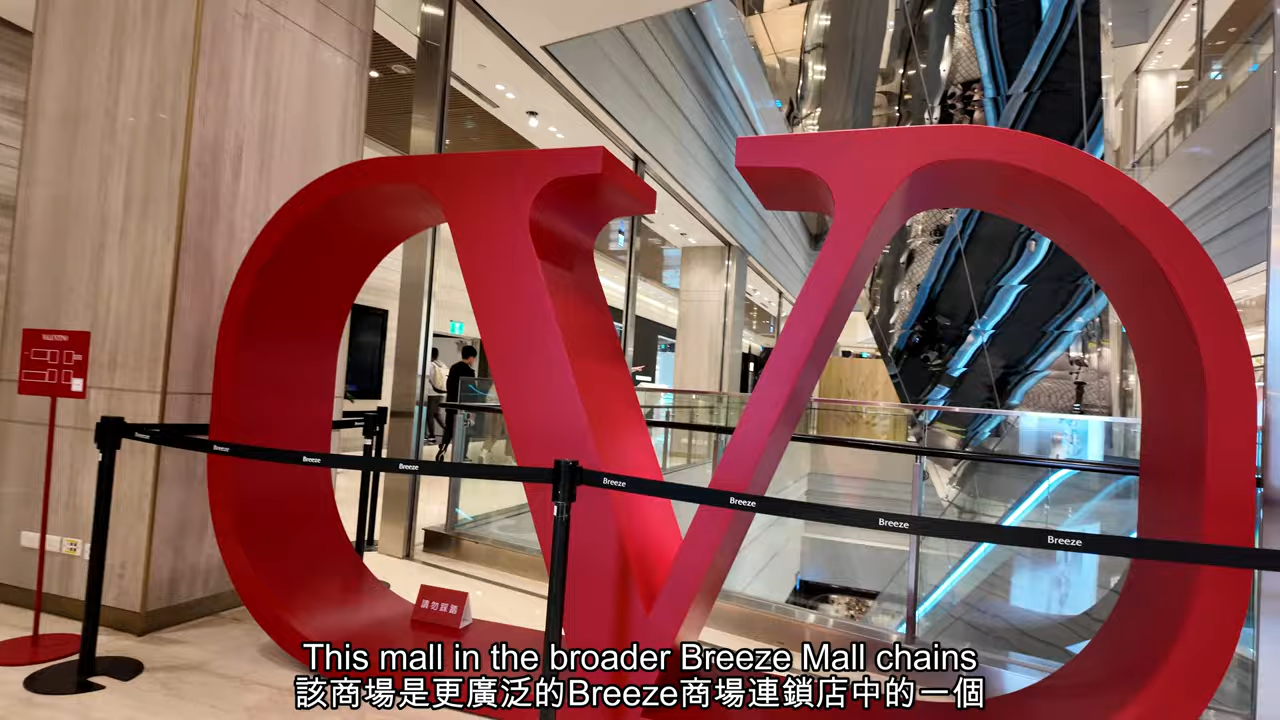 VALENTINO
Breeze
Breeze
Breeze
Breeze
Breeze
Breeze
Breeze
請勿踩踏
This mall in the broader Breeze Mall chains
該商場是更廣泛的Breeze商場連鎖店中的一個